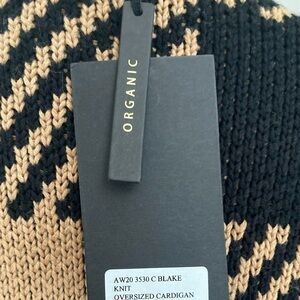 ORGANIC
AW20 3530 C BLAKE
KNIT
OVERSIZED CARDIGAN